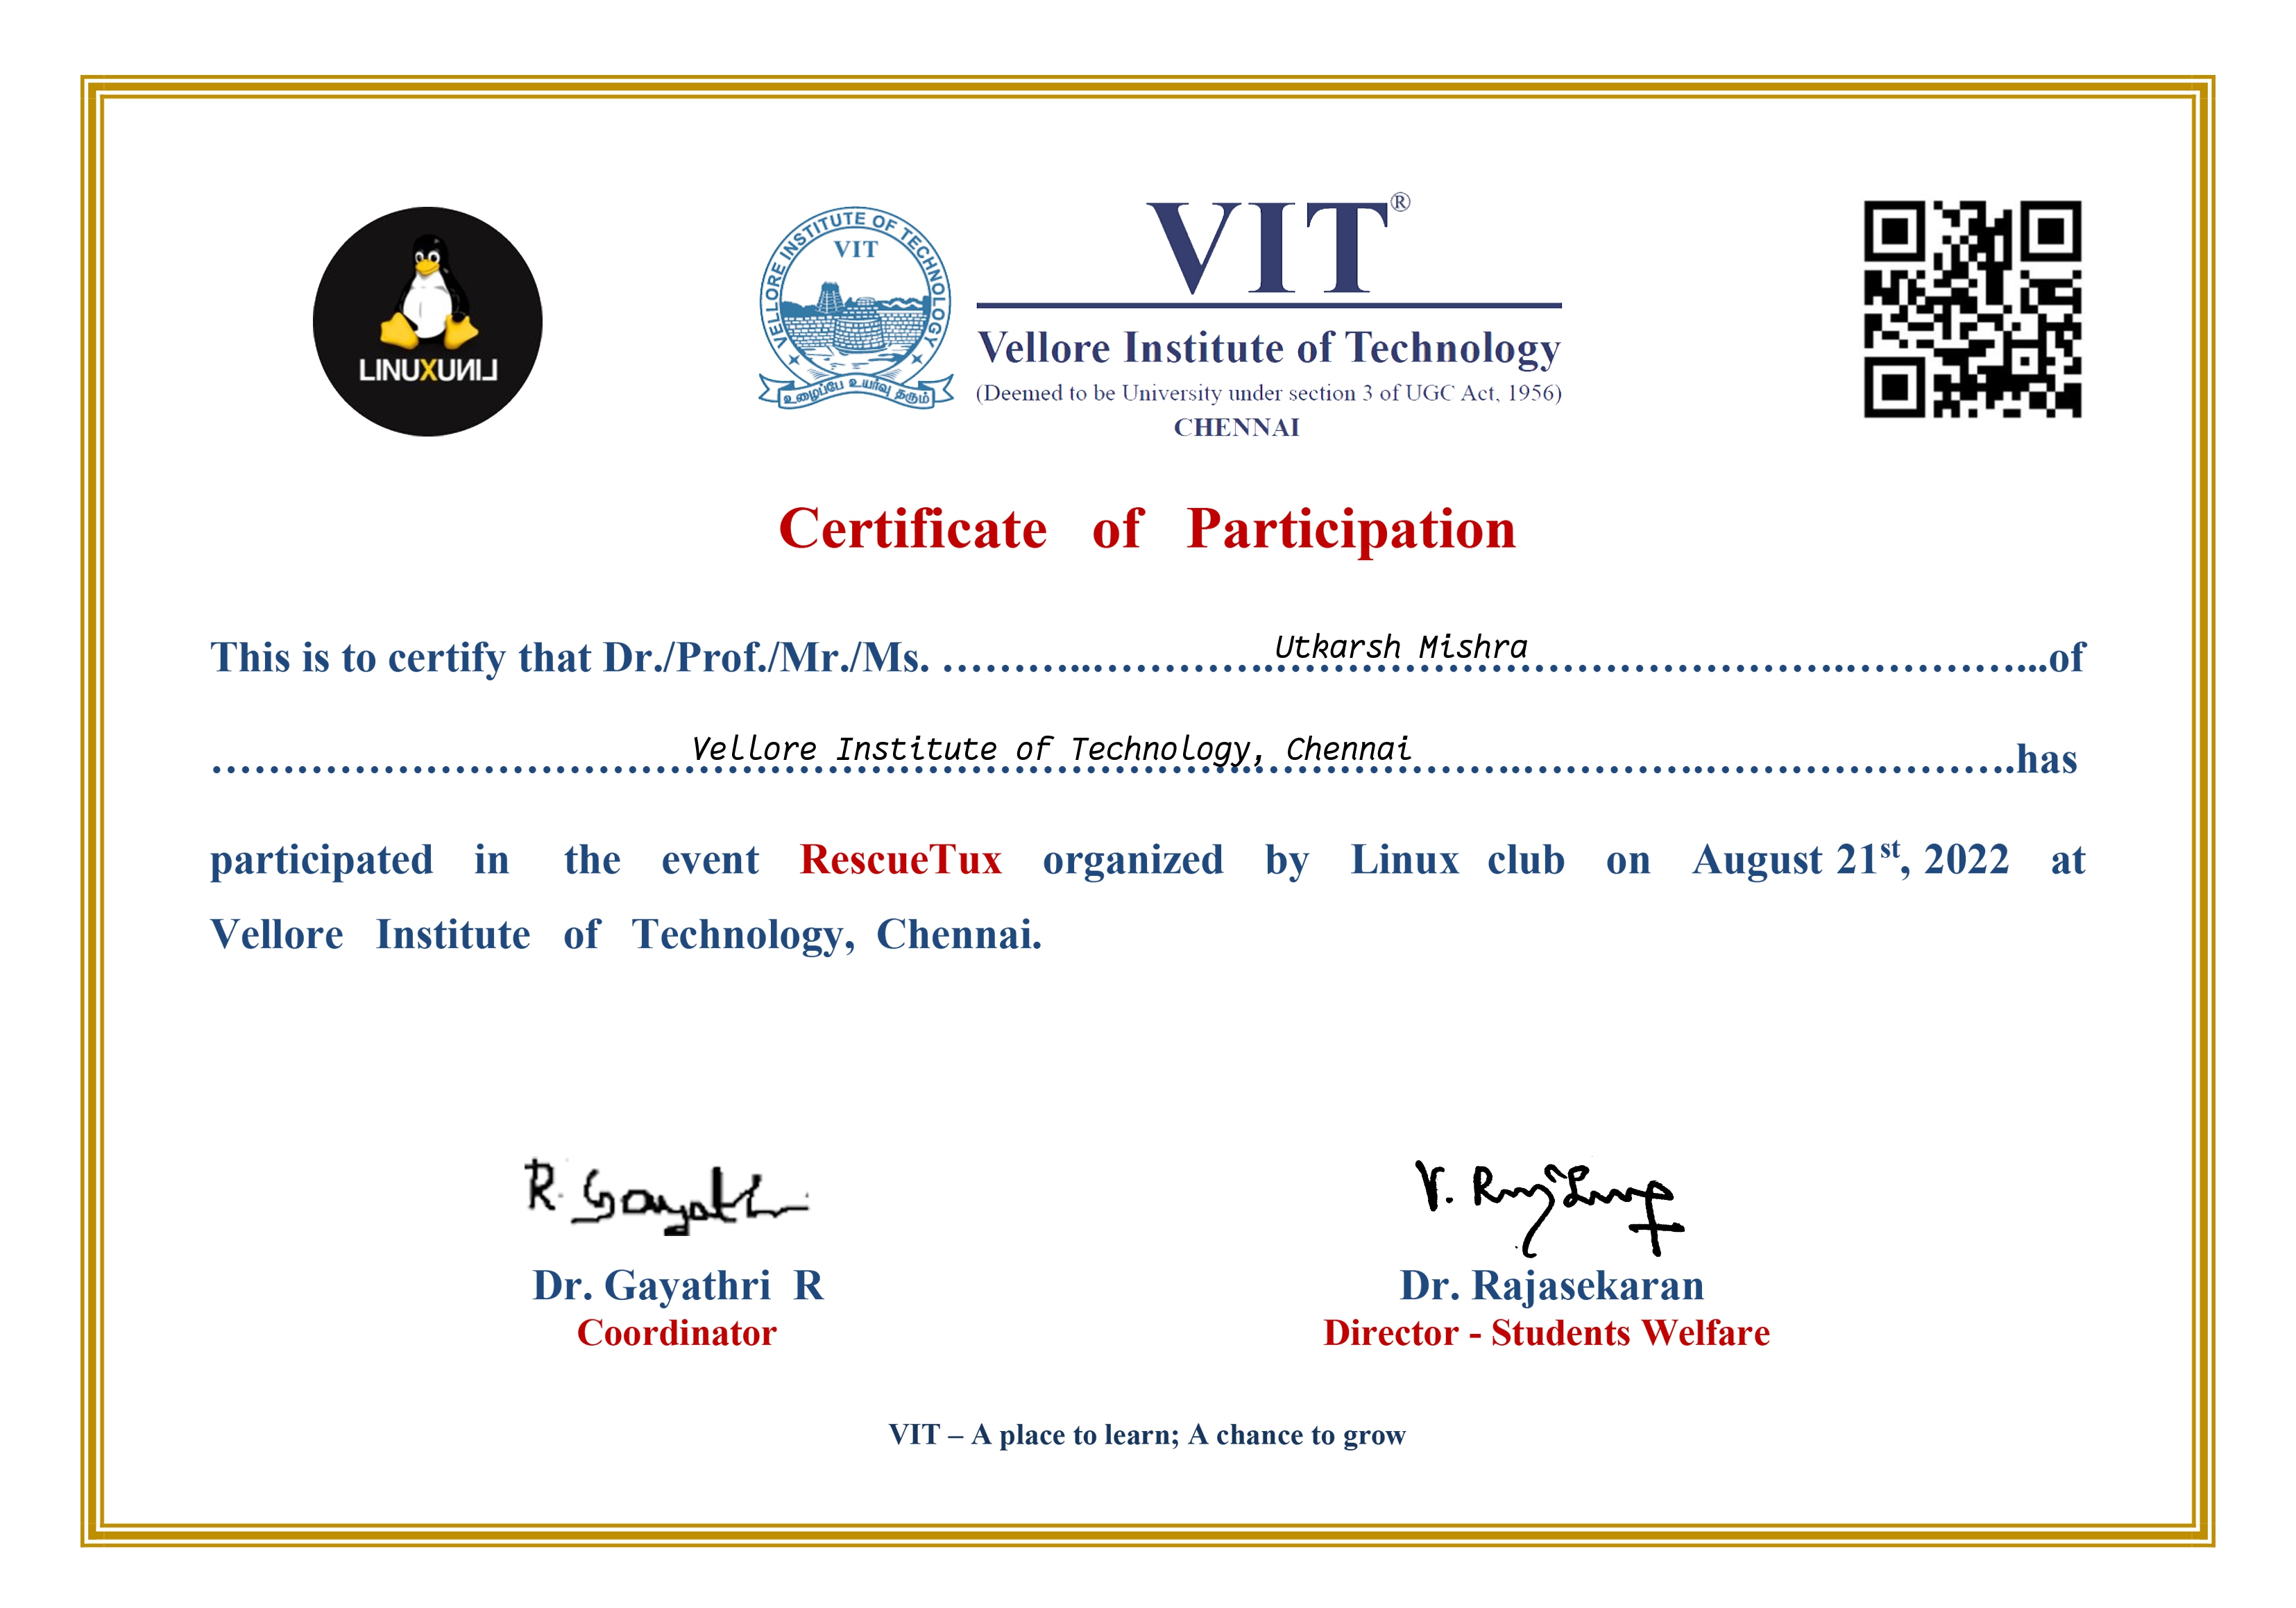 VELLORE INSTITUTE OF TECHNOLOGY
VIT
உழைப்பே உயர்வு தரும்
LINUXUNIL
VIT®
Vellore Institute of Technology
(Deemed to be University under section 3 of UGC Act, 1956)
CHENNAI
Certificate of Participation
This is to certify that Dr./Prof./Mr./Ms. ………...………….Utkarsh Mishra………………….…………...of
……………………………Vellore Institute of Technology, Chennai…….………….………………….has
participated in the event RescueTux organized by Linux club on August 21st, 2022 at
Vellore Institute of Technology, Chennai.
R. Gayath
Dr. Gayathri R
Coordinator
Dr. Rajasekaran
Director - Students Welfare
VIT – A place to learn; A chance to grow